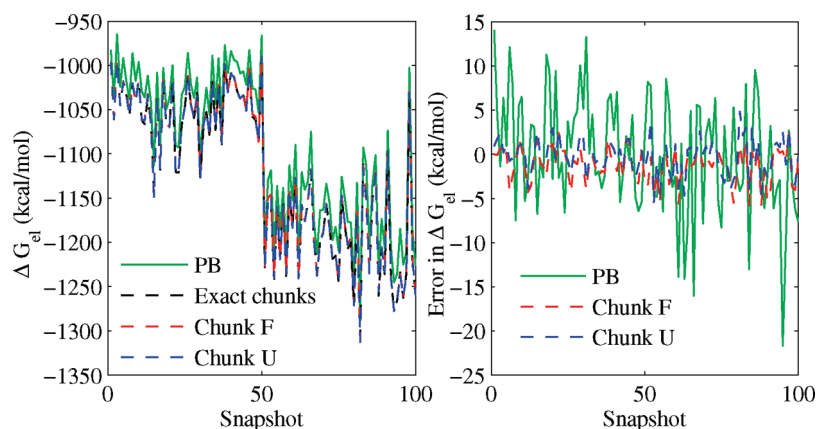 −950
−1000
−1050
−1100
−1150
−1200
−1250
−1300
−1350
0
50
100
Δ G_el (kcal/mol)
Snapshot
PB
Exact chunks
Chunk F
Chunk U
15
10
5
0
−5
−10
−15
−20
−25
0
50
100
Error in Δ G_el (kcal/mol)
Snapshot
PB
Chunk F
Chunk U